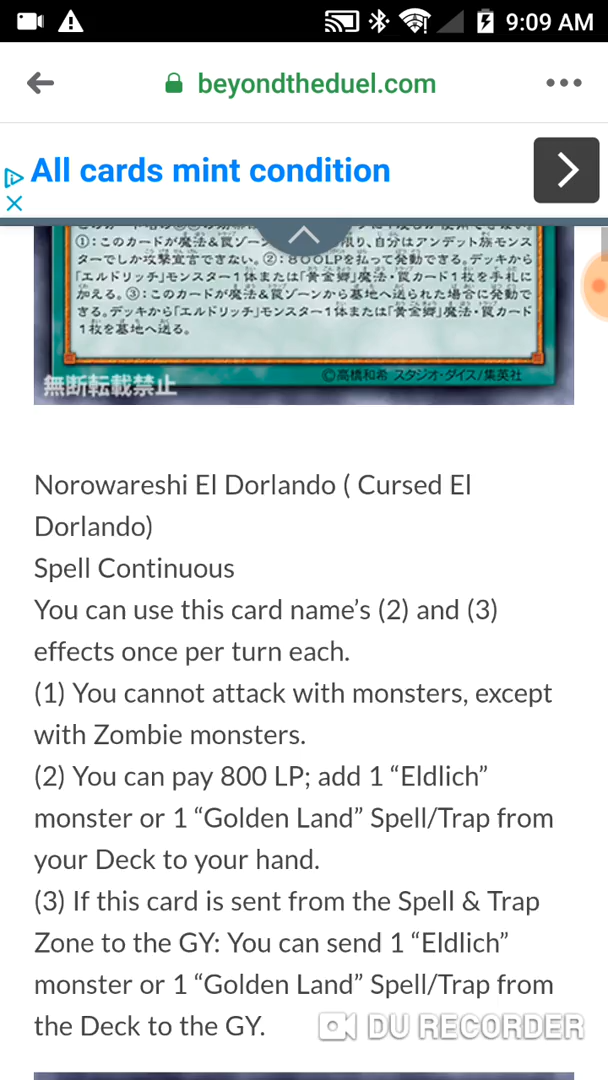 9:09 AM
beyondtheduel.com
All cards mint condition
①:このカードが魔法&罠ゾーン 限り、自分はアンデット族モンス
ターでしか攻撃宣言できない。②:800LPを払って発動できる。デッキから
「エルドリッチ」モンスター1体または「黄金郷」魔法・罠カード1枚を手札に
加える。③:このカードが魔法&罠ゾーンから墓地へ送られた場合に発動で
きる。デッキから「エルドリッチ」モンスター1体または「黄金郷」魔法・罠カード
1枚を墓地へ送る。
無断転載禁止
©高橋和希 スタジオ・ダイス/集英社
Norowareshi El Dorlando ( Cursed El
Dorlando)
Spell Continuous
You can use this card name’s (2) and (3)
effects once per turn each.
(1) You cannot attack with monsters, except
with Zombie monsters.
(2) You can pay 800 LP; add 1 “Eldlich”
monster or 1 “Golden Land” Spell/Trap from
your Deck to your hand.
(3) If this card is sent from the Spell & Trap
Zone to the GY: You can send 1 “Eldlich”
monster or 1 “Golden Land” Spell/Trap from
the Deck to the GY.
DU RECORDER